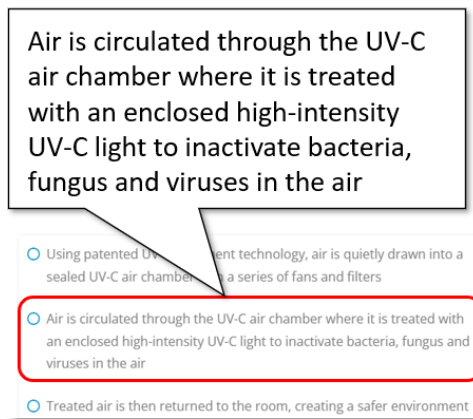 Air is circulated through the UV-C
air chamber where it is treated
with an enclosed high-intensity
UV-C light to inactivate bacteria,
fungus and viruses in the air
Using patented ent technology, air is quietly drawn into a
sealed UV-C air chamber a series of fans and filters
Air is circulated through the UV-C air chamber where it is treated with
an enclosed high-intensity UV-C light to inactivate bacteria, fungus and
viruses in the air
Treated air is then returned to the room, creating a safer environment